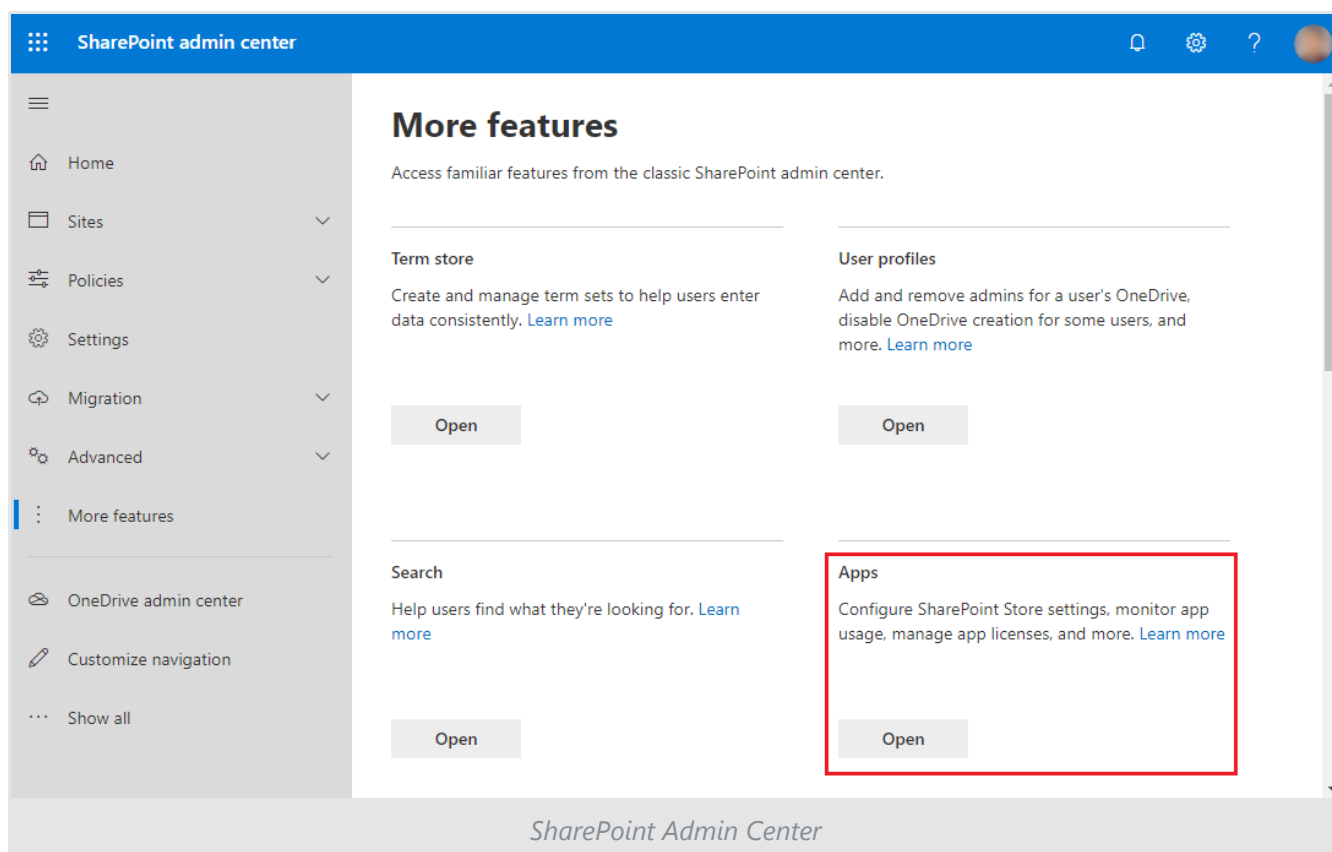 SharePoint admin center
?
Home
Sites
Policies
Settings
Migration
Advanced
More features
OneDrive admin center
Customize navigation
Show all
More features
Access familiar features from the classic SharePoint admin center.
Term store
Create and manage term sets to help users enter
data consistently. Learn more
Open
User profiles
Add and remove admins for a user's OneDrive,
disable OneDrive creation for some users, and
more. Learn more
Open
Search
Help users find what they're looking for. Learn
more
Open
Apps
Configure SharePoint Store settings, monitor app
usage, manage app licenses, and more. Learn more
Open
SharePoint Admin Center